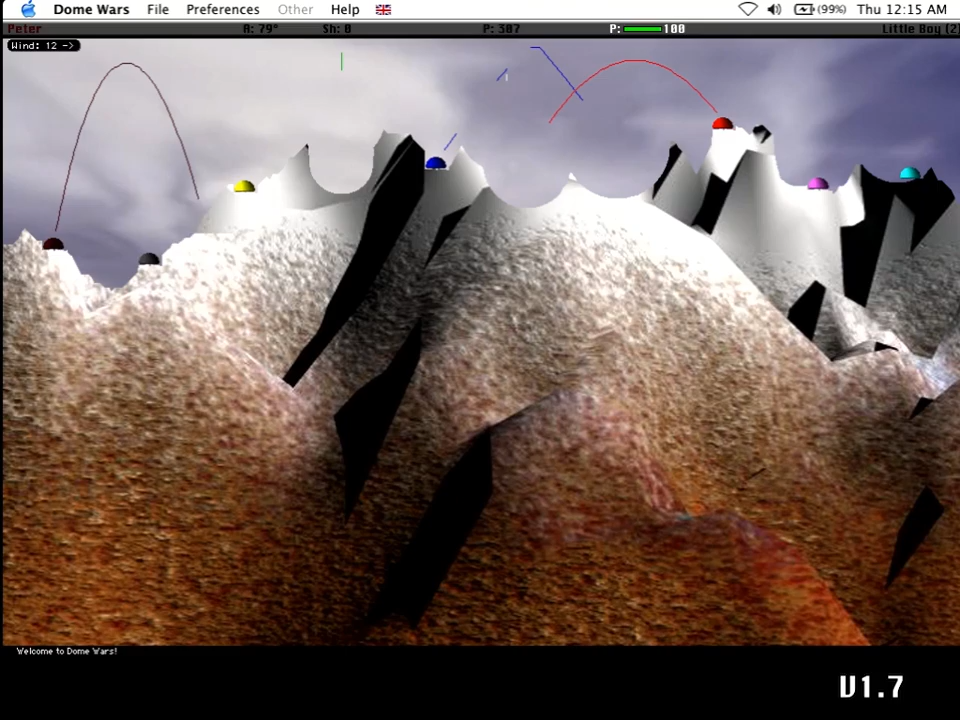 Dome Wars File Preferences Other Help (99%) Thu 12:15 AM
Peter A: 79° Sh: 0 P: 307 P: 100 Little Boy (2)
Wind: 12 ->
Welcome to Dome Wars!
V1.7